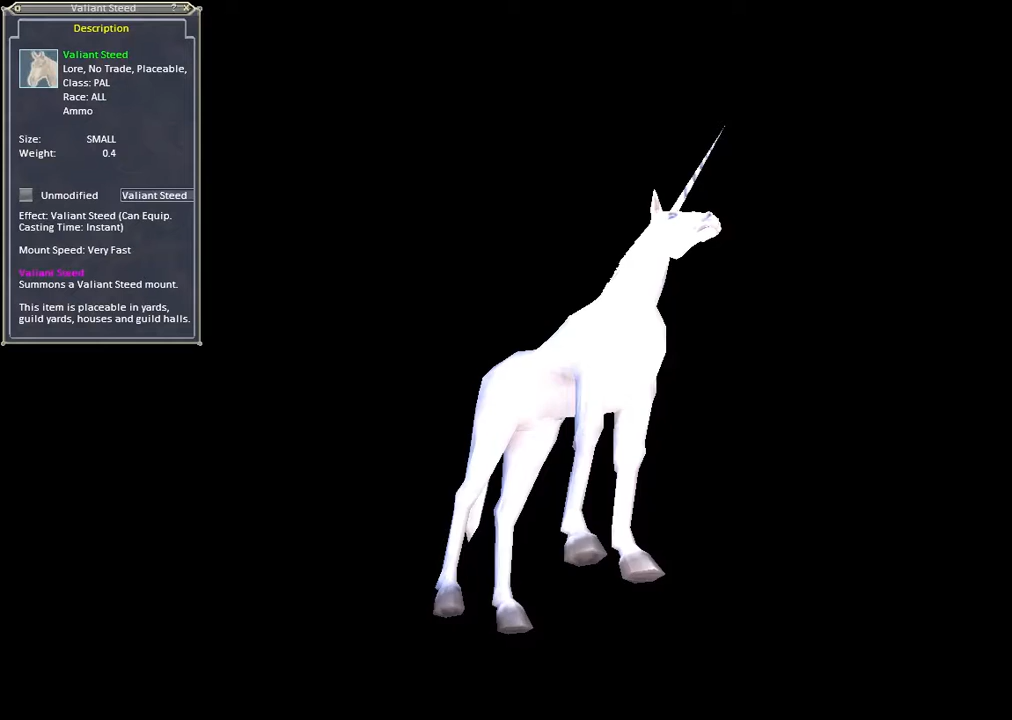 Valiant Steed ? X
Description
Valiant Steed
Lore, No Trade, Placeable,
Class: PAL
Race: ALL
Ammo
Size: SMALL
Weight: 0.4
Unmodified Valiant Steed
Effect: Valiant Steed (Can Equip.
Casting Time: Instant)
Mount Speed: Very Fast
Valiant Steed
Summons a Valiant Steed mount.
This item is placeable in yards,
guild yards, houses and guild halls.